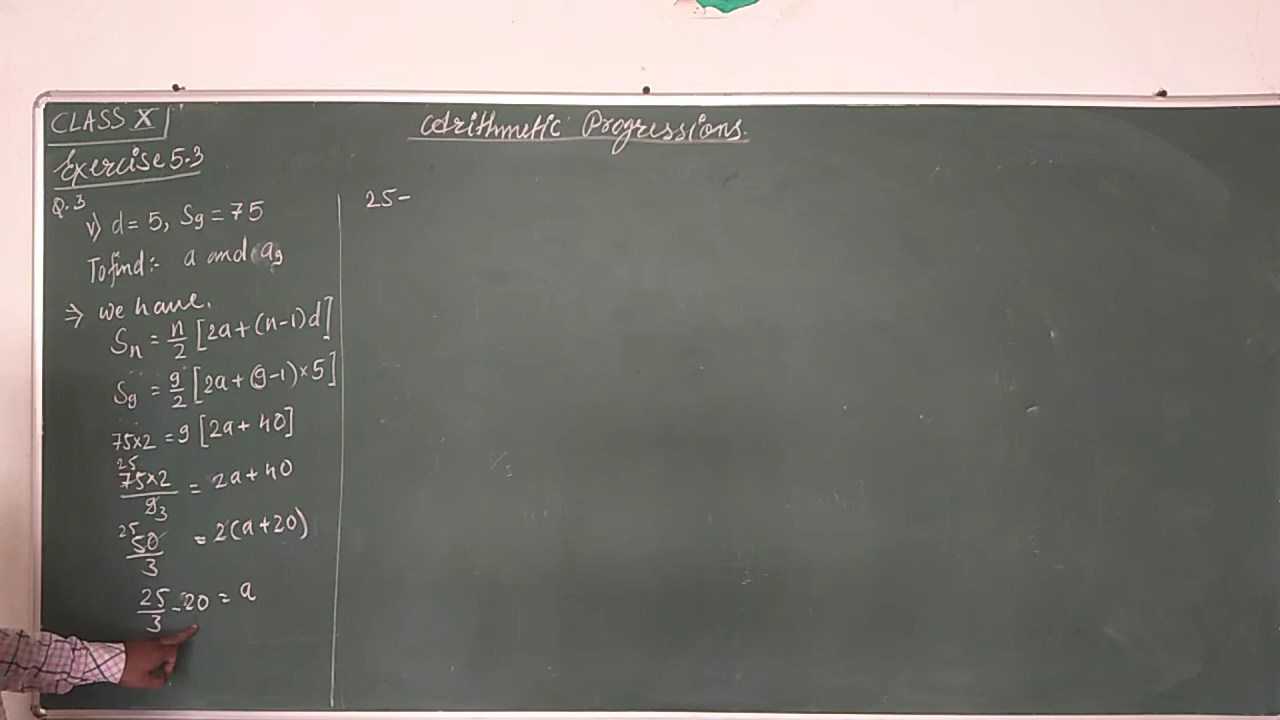 CLASS X
Arithmetic Progressions.
Exercise 5.3
Q.3
v) d = 5, S9 = 75
To find:- a and a9
⇒ we have,
Sn = n/2 [2a + (n-1)d]
S9 = 9/2 [2a + (9-1)×5]
75×2 = 9 [2a + 40]
25
75×2/9 3 = 2a + 40
25
50/3 = 2(a+20)
25/3 - 20 = a
25-